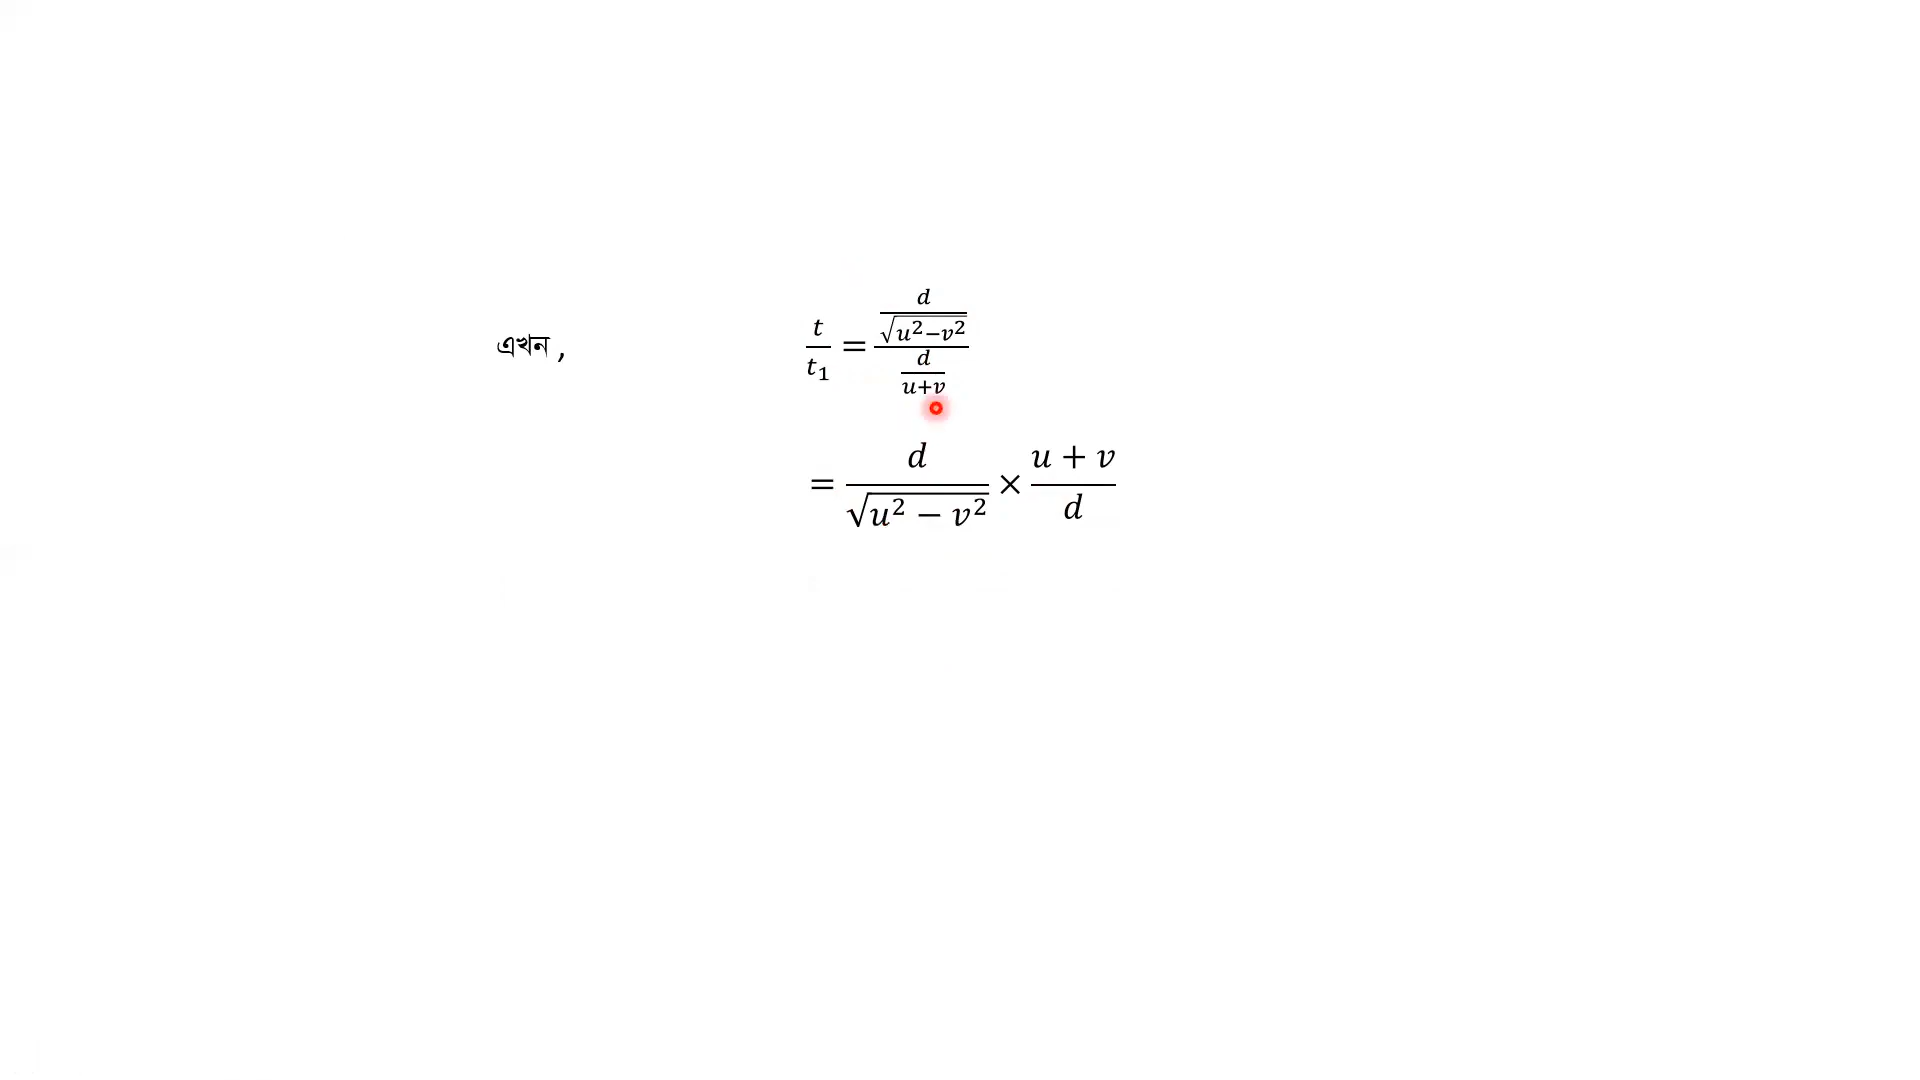 এখন , t/t₁ = (d/√(u²−v²))/(d/(u+v))
= d/√(u² − v²) × (u + v)/d